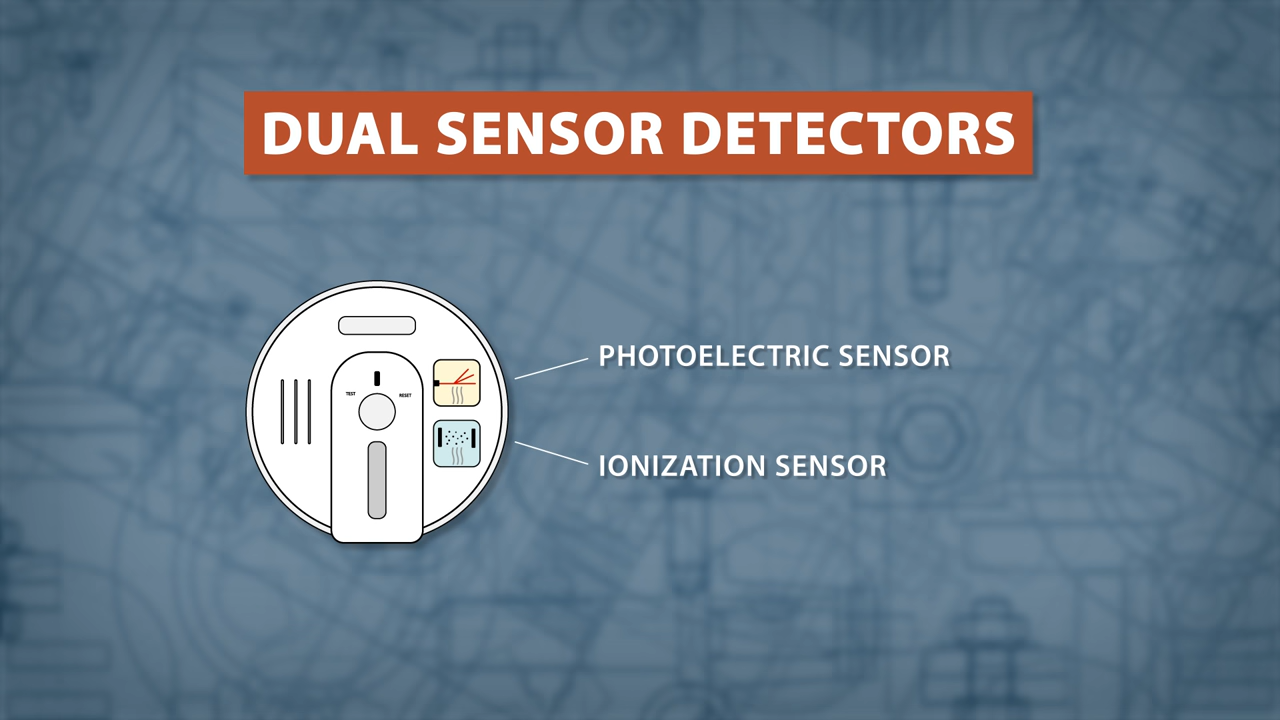 DUAL SENSOR DETECTORS
PHOTOELECTRIC SENSOR
TEST
RESET
IONIZATION SENSOR